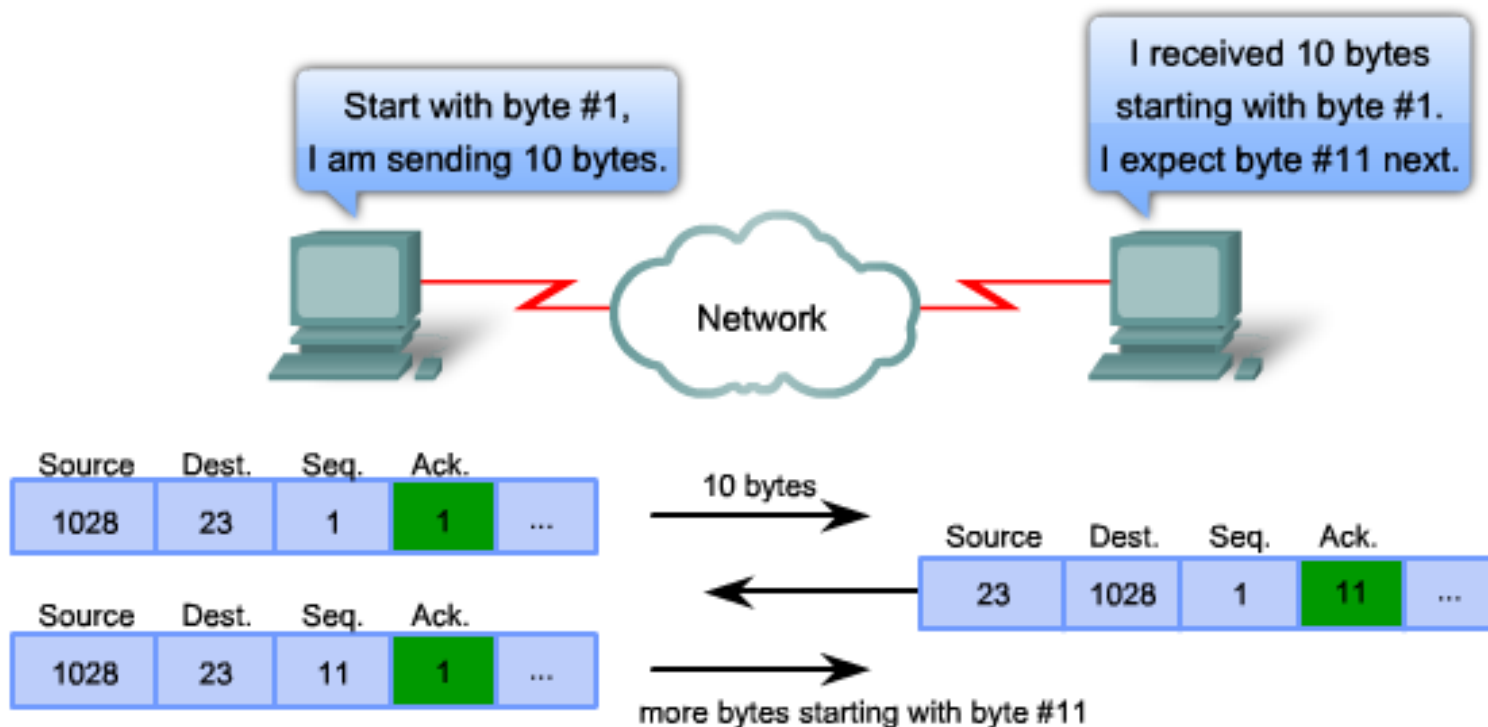 Start with byte #1,
I am sending 10 bytes.
I received 10 bytes
starting with byte #1.
I expect byte #11 next.
Network
Source Dest. Seq. Ack.
1028 23 1 1 ...
10 bytes
Source Dest. Seq. Ack.
23 1028 1 11 ...
Source Dest. Seq. Ack.
1028 23 11 1 ...
more bytes starting with byte #11